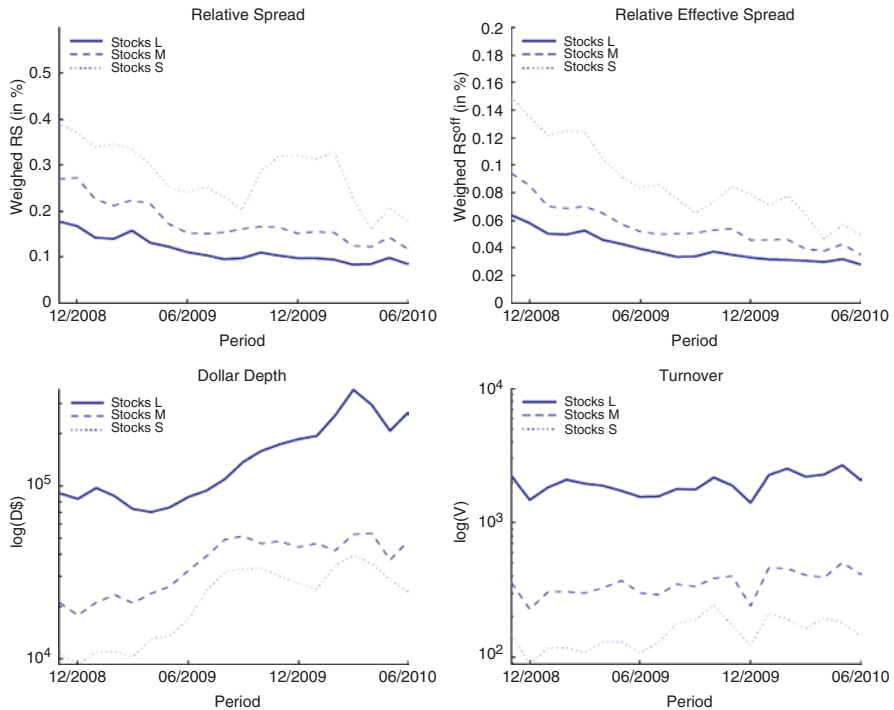 Relative Spread
Weighed RS (in %)
Stocks L
Stocks M
Stocks S
0.5
0.4
0.3
0.2
0.1
0
12/2008
06/2009
12/2009
06/2010
Period
Relative Effective Spread
Weighed RS^off (in %)
0.2
Stocks L
Stocks M
Stocks S
0.18
0.16
0.14
0.12
0.1
0.08
0.06
0.04
0.02
0
12/2008
06/2009
12/2009
06/2010
Period
Dollar Depth
log(D$)
Stocks L
Stocks M
Stocks S
10^5
10^4
12/2008
06/2009
12/2009
06/2010
Period
Turnover
log(V)
10^4
Stocks L
Stocks M
Stocks S
10^3
10^2
12/2008
06/2009
12/2009
06/2010
Period